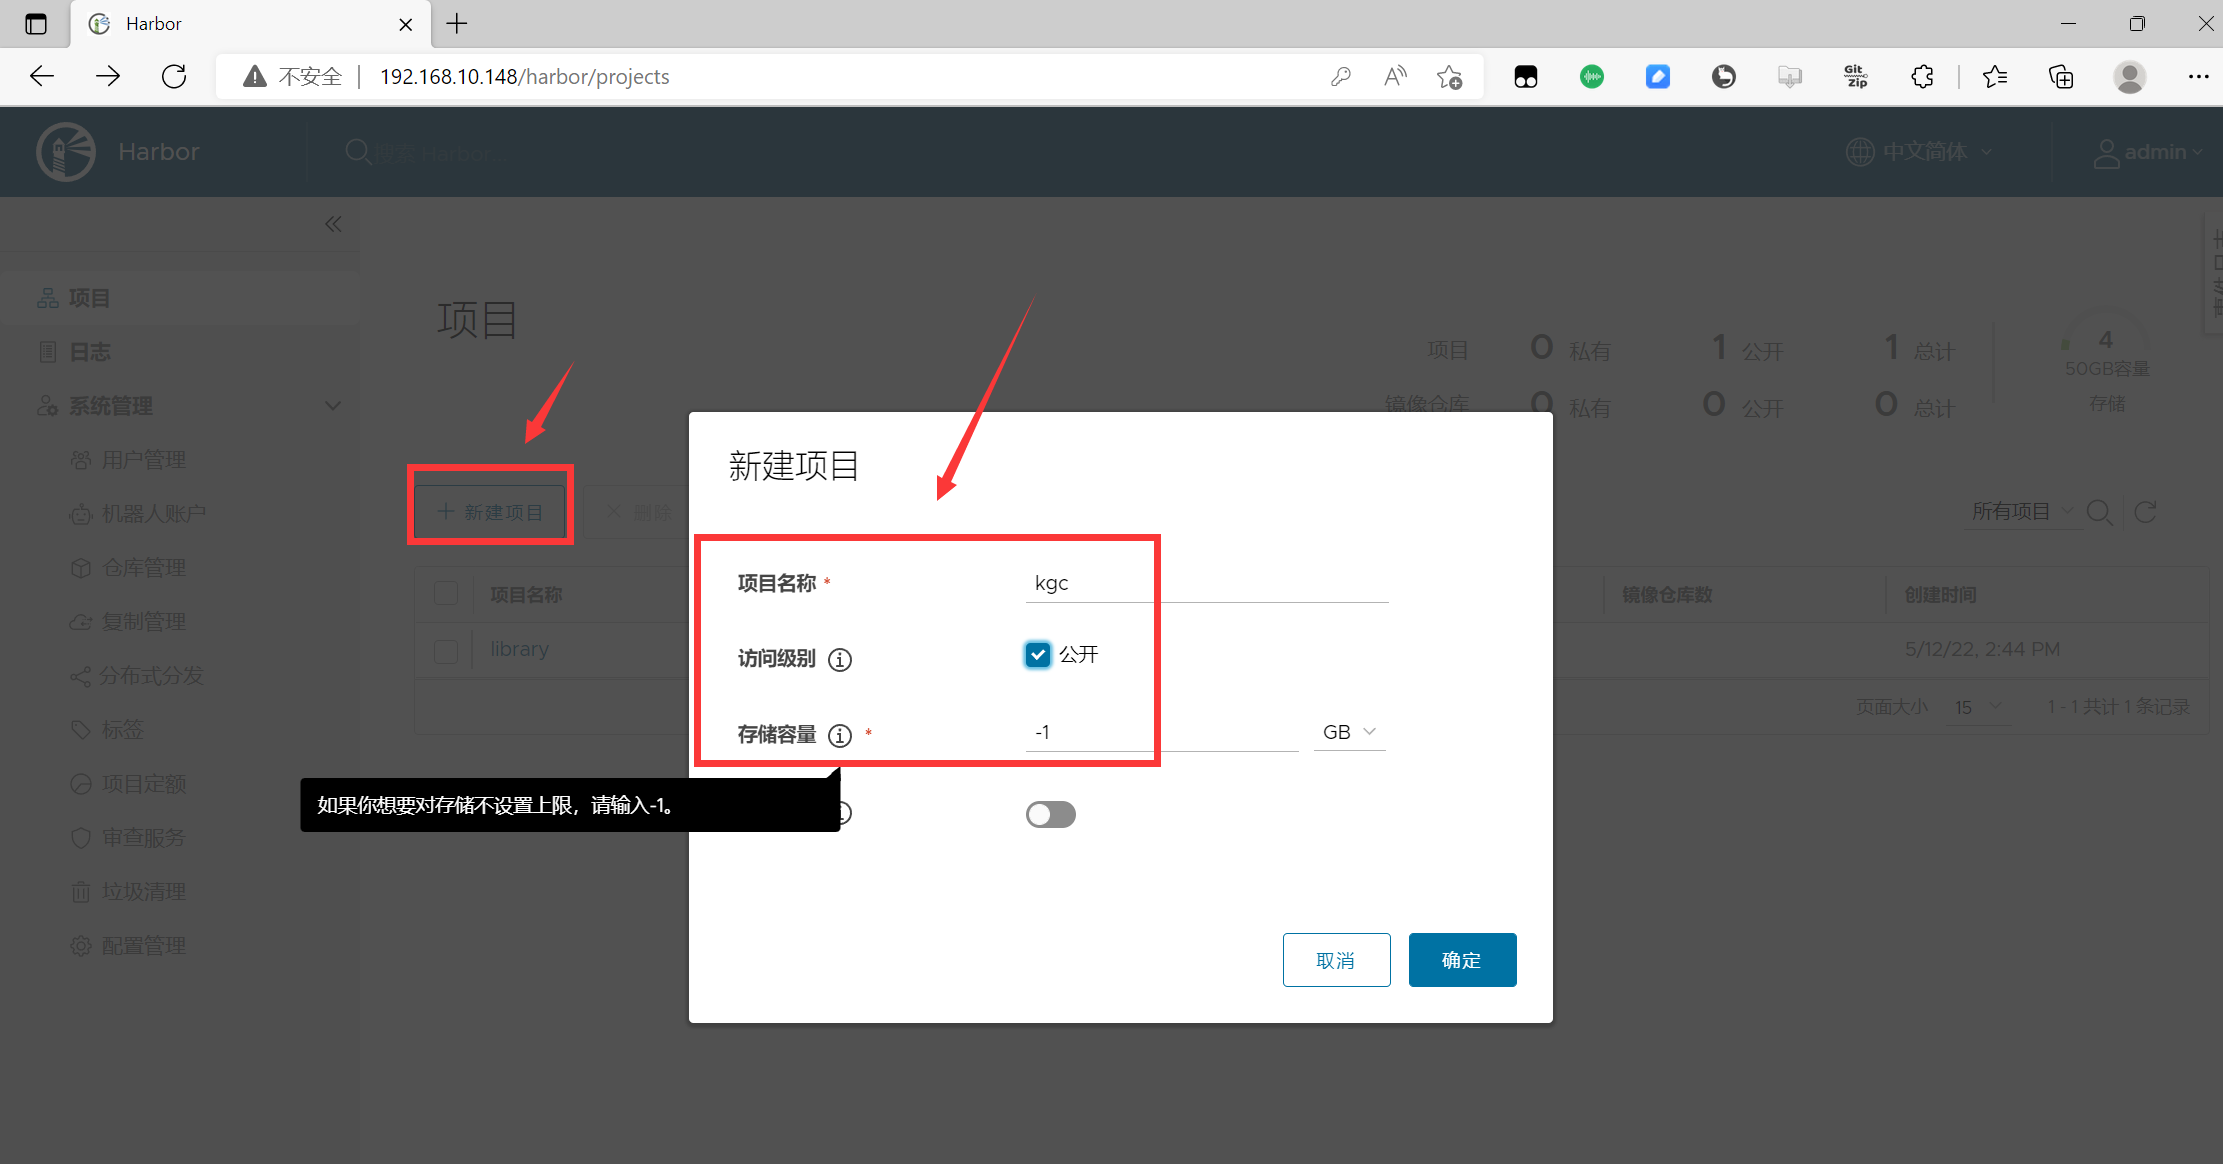 Harbor
不安全
192.168.10.148/harbor/projects
Git
Zip
Harbor
搜索 Harbor
中文简体
admin
项目
日志
系统管理
用户管理
机器人账户
仓库管理
复制管理
分布式分发
标签
项目定额
审查服务
垃圾清理
配置管理
项目
项目 0 私有 1 公开 1 总计
镜像仓库 0 私有 0 公开 0 总计
4
50GB容量
存储
+ 新建项目
× 删除
所有项目
项目名称
镜像仓库数
创建时间
library
5/12/22, 2:44 PM
页面大小 15 1 - 1 共计 1 条记录
新建项目
项目名称 * kgc
访问级别 公开
存储容量 * -1 GB
如果你想要对存储不设置上限，请输入-1。
取消
确定